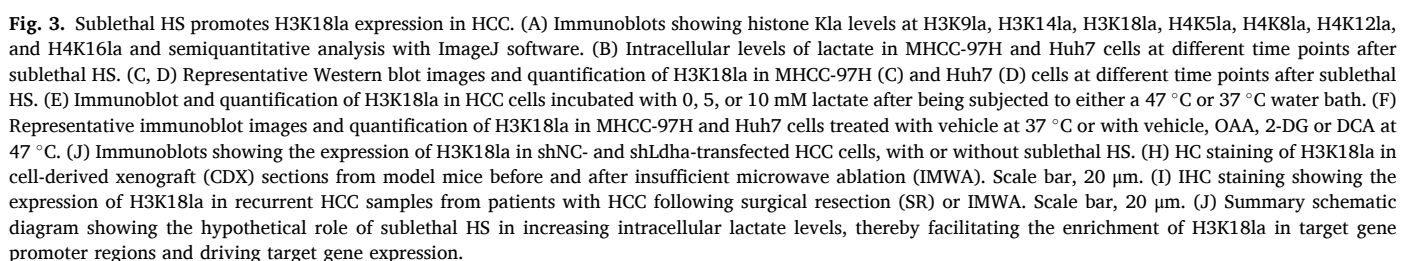 Fig. 3. Sublethal HS promotes H3K18la expression in HCC. (A) Immunoblots showing histone Kla levels at H3K9la, H3K14la, H3K18la, H4K5la, H4K8la, H4K12la,
and H4K16la and semiquantitative analysis with ImageJ software. (B) Intracellular levels of lactate in MHCC-97H and Huh7 cells at different time points after
sublethal HS. (C, D) Representative Western blot images and quantification of H3K18la in MHCC-97H (C) and Huh7 (D) cells at different time points after sublethal
HS. (E) Immunoblot and quantification of H3K18la in HCC cells incubated with 0, 5, or 10 mM lactate after being subjected to either a 47 °C or 37 °C water bath. (F)
Representative immunoblot images and quantification of H3K18la in MHCC-97H and Huh7 cells treated with vehicle at 37 °C or with vehicle, OAA, 2-DG or DCA at
47 °C. (J) Immunoblots showing the expression of H3K18la in shNC- and shLdha-transfected HCC cells, with or without sublethal HS. (H) HC staining of H3K18la in
cell-derived xenograft (CDX) sections from model mice before and after insufficient microwave ablation (IMWA). Scale bar, 20 μm. (I) IHC staining showing the
expression of H3K18la in recurrent HCC samples from patients with HCC following surgical resection (SR) or IMWA. Scale bar, 20 μm. (J) Summary schematic
diagram showing the hypothetical role of sublethal HS in increasing intracellular lactate levels, thereby facilitating the enrichment of H3K18la in target gene
promoter regions and driving target gene expression.